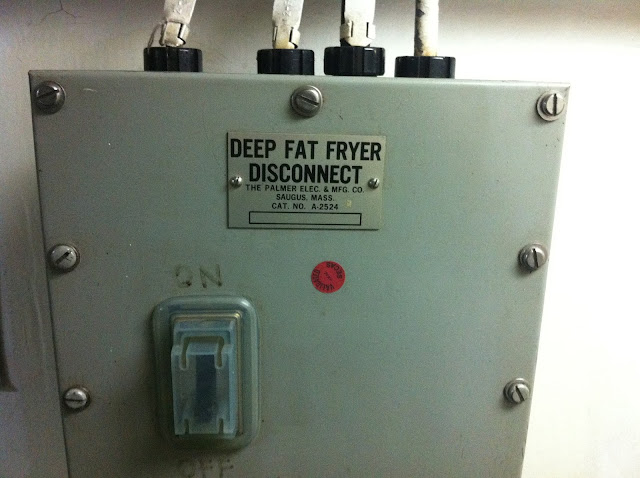 DEEP FAT FRYER
DISCONNECT
THE PALMER ELEC. & MFG. CO.
SAUGUS, MASS.
CAT. NO. A-2524
ON
OFF